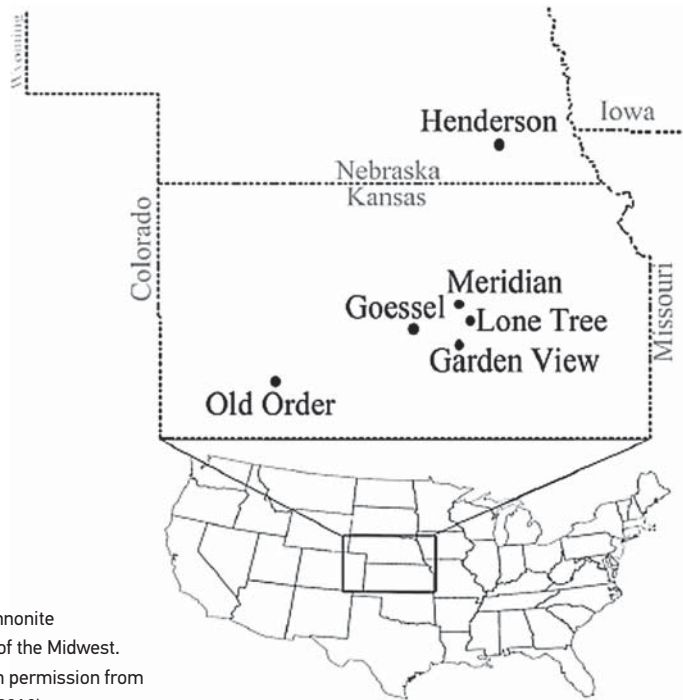 Wyoming
Iowa
Henderson
Nebraska
Kansas
Colorado
Missouri
Meridian
Goessel
Lone Tree
Garden View
Old Order
of the Midwest.
permission from